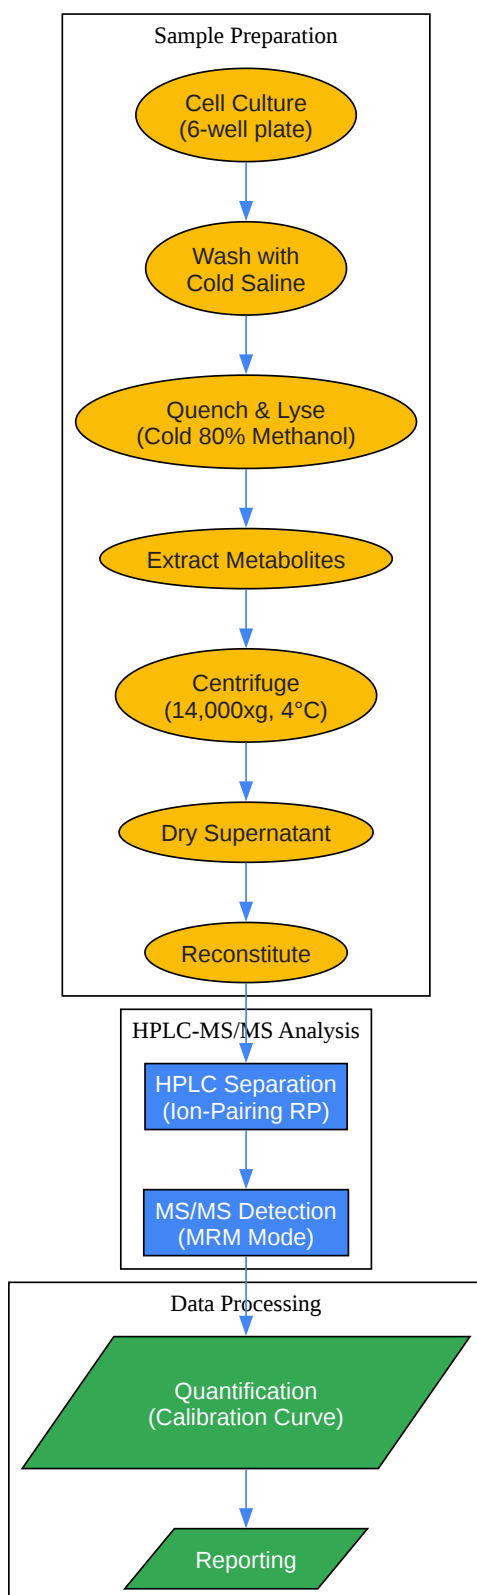 Sample Preparation
Cell Culture
(6-well plate)
Wash with
Cold Saline
Quench & Lyse
(Cold 80% Methanol)
Extract Metabolites
Centrifuge
(14,000xg, 4°C)
Dry Supernatant
Reconstitute
HPLC-MS/MS Analysis
HPLC Separation
(Ion-Pairing RP)
MS/MS Detection
(MRM Mode)
Data Processing
Quantification
(Calibration Curve)
Reporting